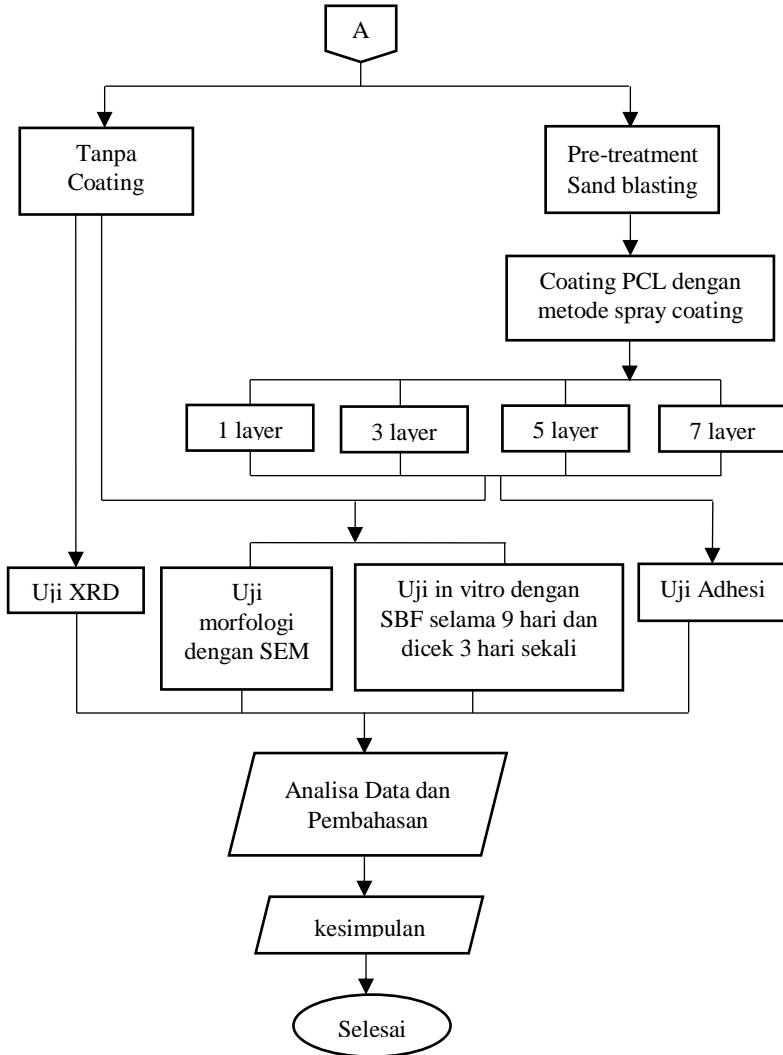 A
Tanpa
Coating
Pre-treatment
Sand blasting
Coating PCL dengan
metode spray coating
1 layer
3 layer
5 layer
7 layer
Uji XRD
Uji
morfologi
dengan SEM
Uji in vitro dengan
SBF selama 9 hari dan
dicek 3 hari sekali
Uji Adhesi
Analisa Data dan
Pembahasan
kesimpulan
Selesai